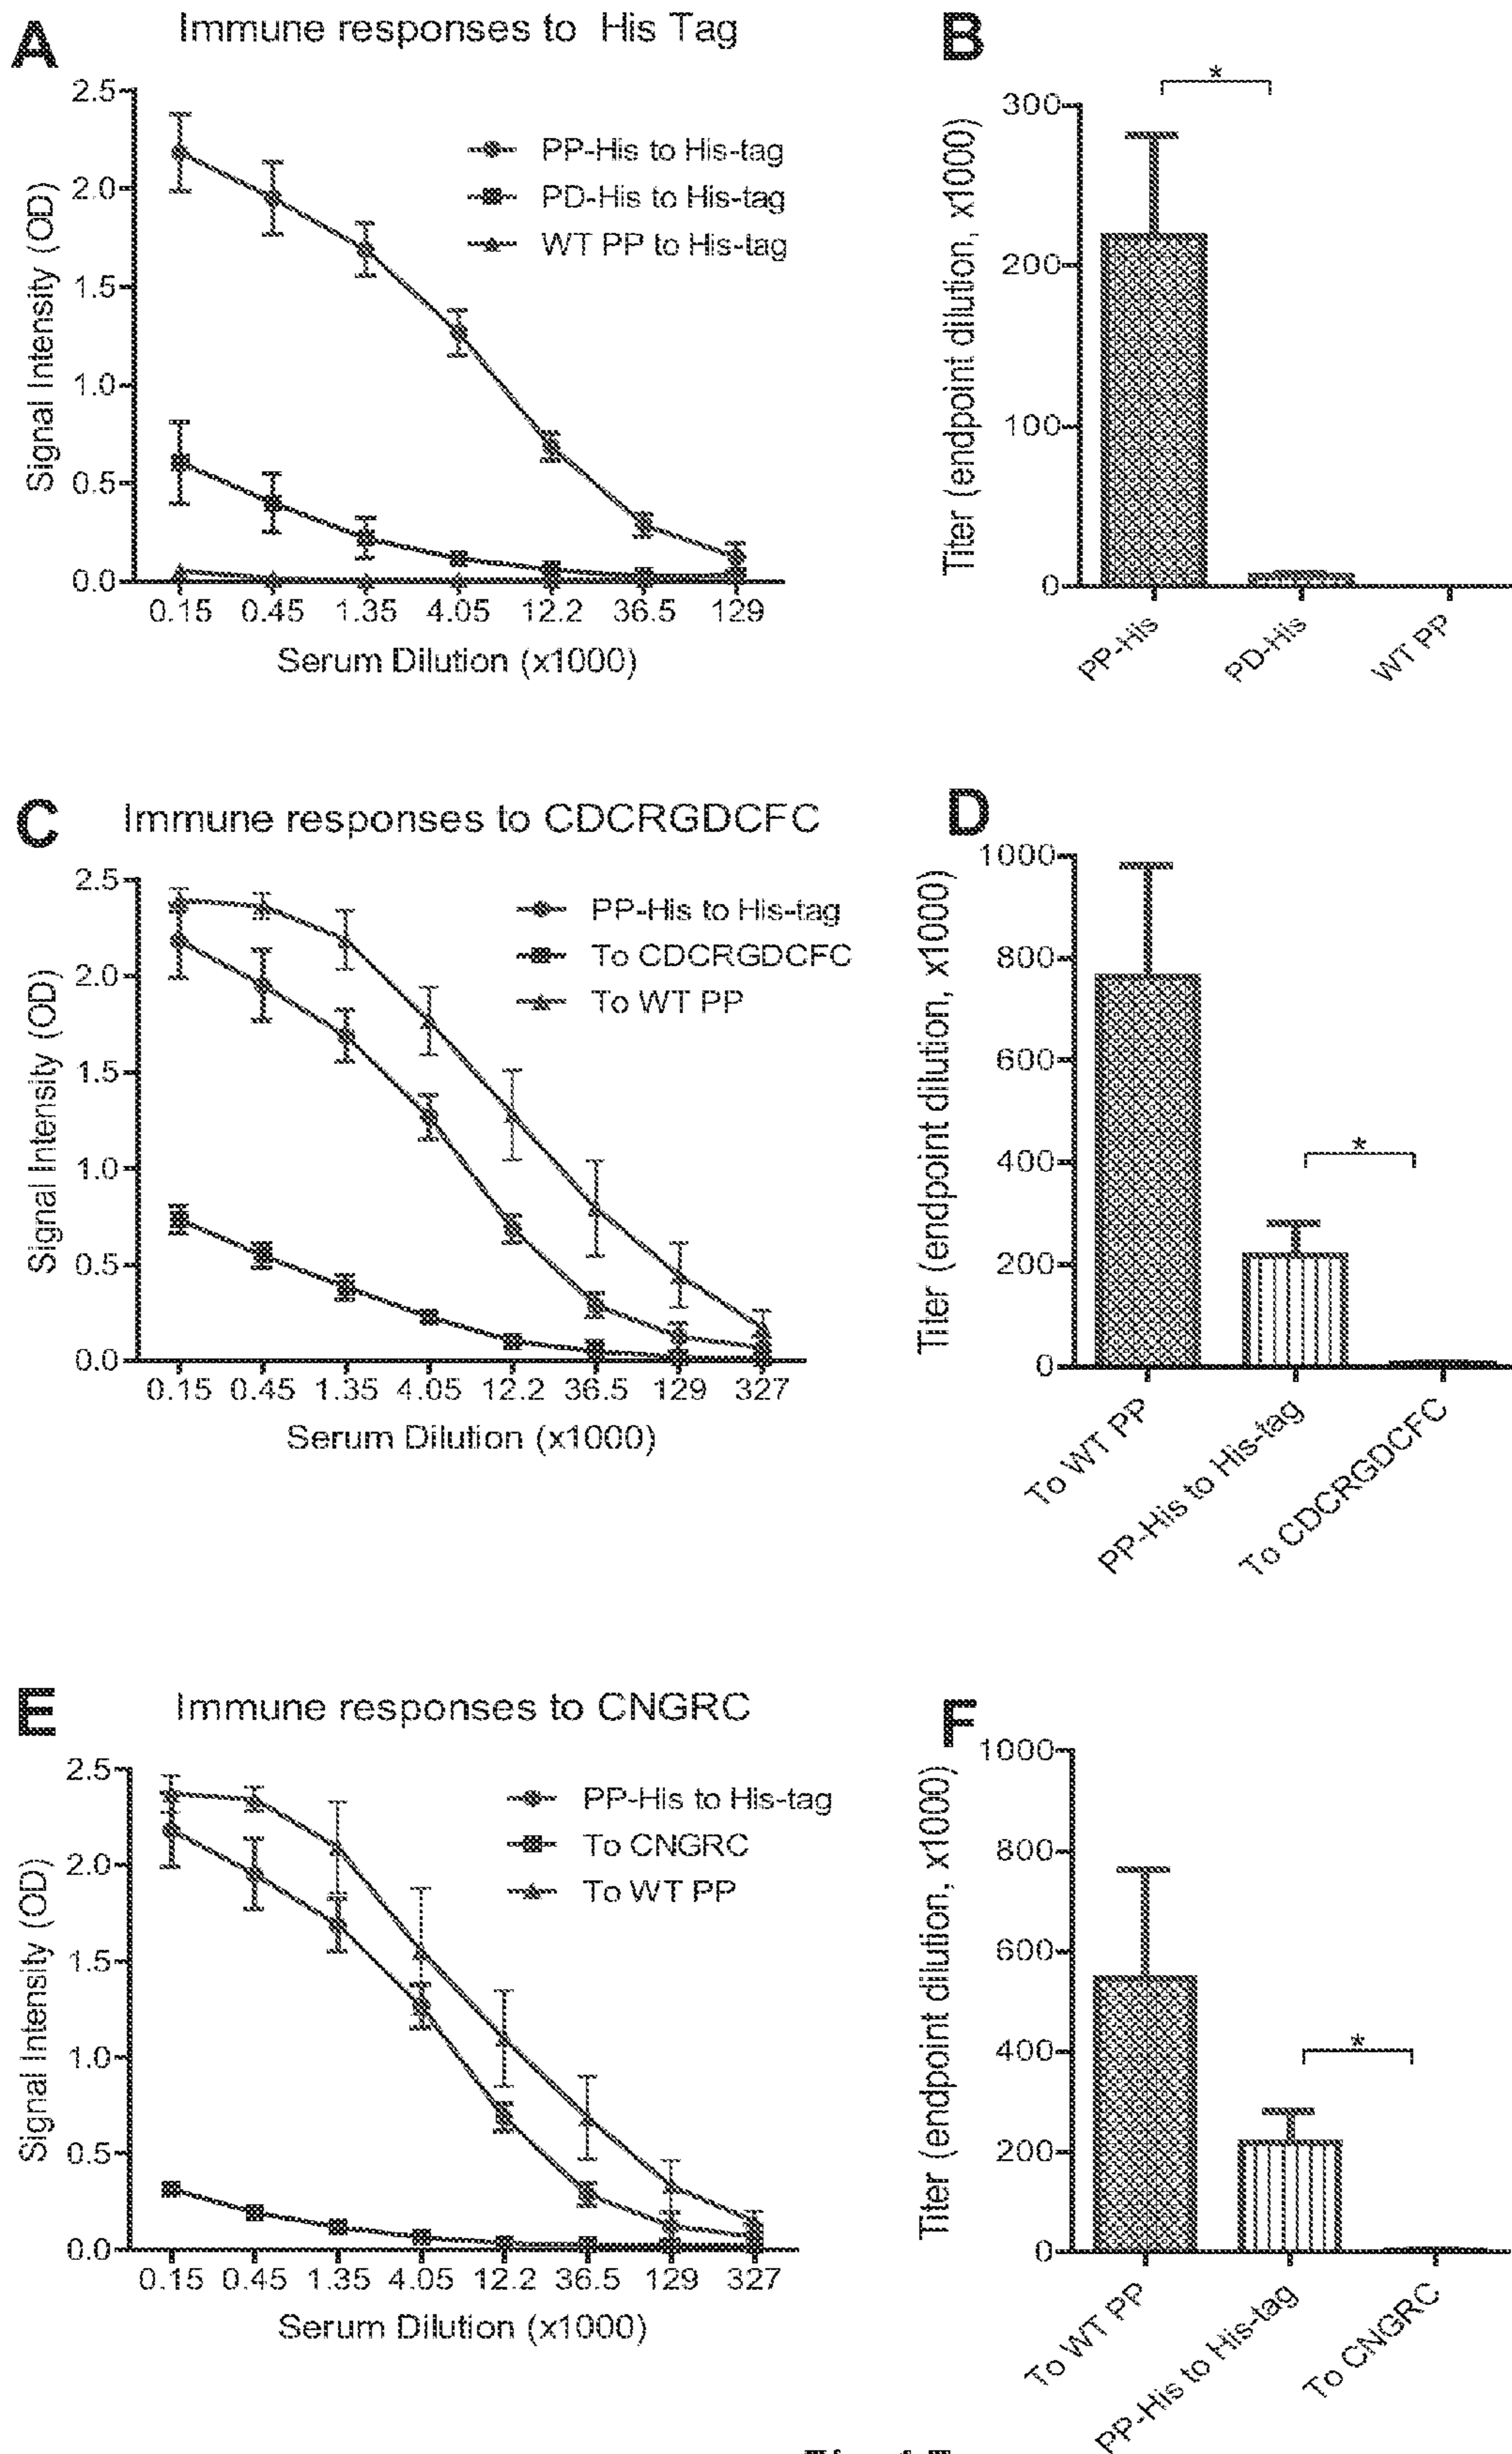 A
Immune responses to His Tag
Signal Intensity (OD)
2.5
2.0
1.5
1.0
0.5
0.0
PP-His to His-tag
PD-His to His-tag
WT PP to His-tag
0.15 0.45 1.35 4.05 12.2 36.5 129
Serum Dilution (x1000)
B
*
Titer (endpoint dilution, x1000)
300
200
100
0
PP-His
PD-His
WT PP
C
Immune responses to CDCRGDCFC
Signal Intensity (OD)
2.5
2.0
1.5
1.0
0.5
0.0
PP-His to His-tag
To CDCRGDCFC
To WT PP
0.15 0.45 1.35 4.05 12.2 36.5 129 327
Serum Dilution (x1000)
D
Titer (endpoint dilution, x1000)
1000
800
600
400
200
0
*
To WT PP
PP-His to His-tag
To CDCRGDCFC
E
Immune responses to CNGRC
Signal Intensity (OD)
2.5
2.0
1.5
1.0
0.5
0.0
PP-His to His-tag
To CNGRC
To WT PP
0.15 0.45 1.35 4.05 12.2 36.5 129 327
Serum Dilution (x1000)
F
Titer (endpoint dilution, x1000)
1000
800
600
400
200
0
*
To WT PP
PP-His to His-tag
To CNGRC